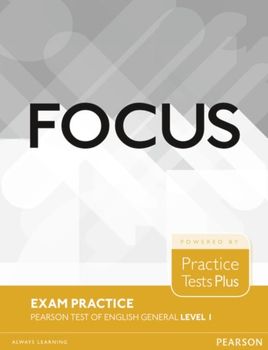 FOCUS
POWERED BY
Practice
Tests Plus
EXAM PRACTICE
PEARSON TEST OF ENGLISH GENERAL LEVEL 1
ALWAYS LEARNING
PEARSON